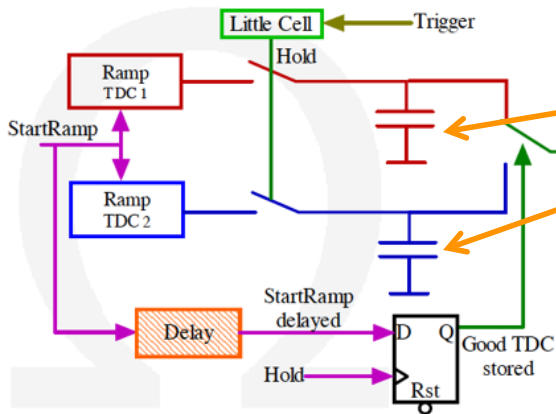 Little Cell
Trigger
Hold
Ramp
TDC 1
StartRamp
Ramp
TDC 2
StartRamp
delayed
Delay
D
Q
Good TDC
stored
Hold
Rst